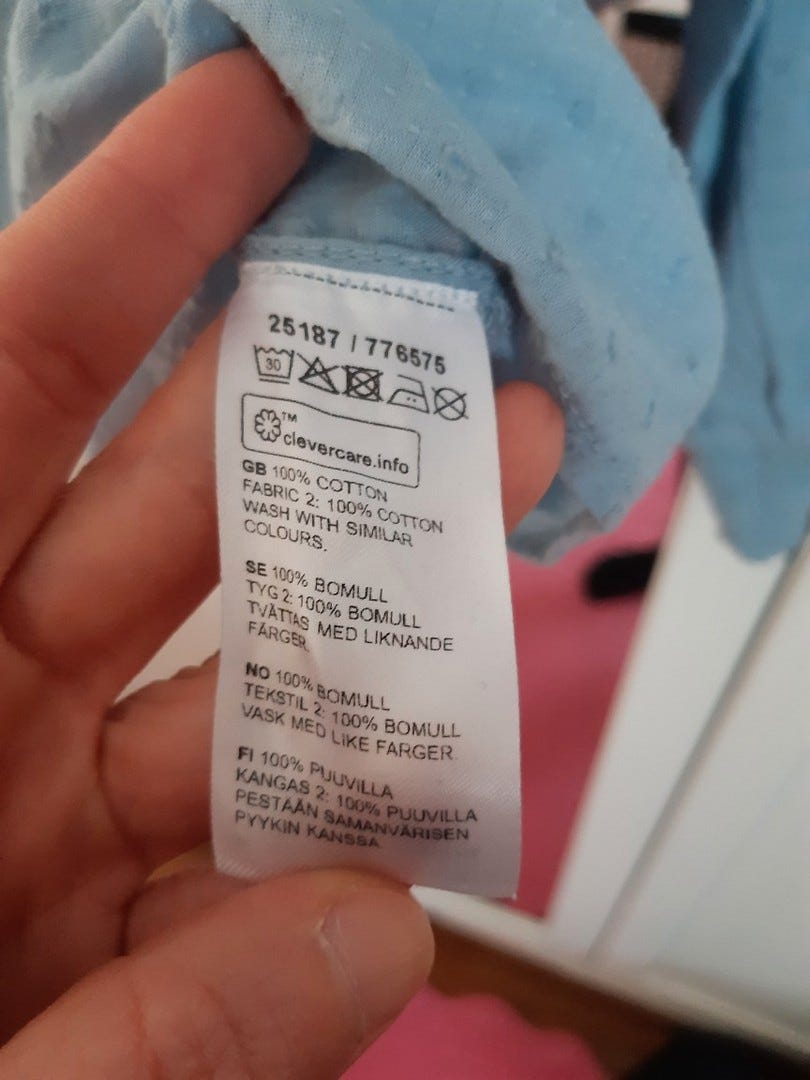 25187 / 776575
30
™
clevercare.info
GB 100% COTTON
FABRIC 2: 100% COTTON
WASH WITH SIMILAR
COLOURS.
SE 100% BOMULL
TYG 2: 100% BOMULL
TVÄTTAS MED LIKNANDE
FÄRGER
NO 100% BOMULL
TEKSTIL 2: 100% BOMULL
VASK MED LIKE FARGER
FI 100% PUUVILLA
KANGAS 2: 100% PUUVILLA
PESTÄÄN SAMANVÄRISEN
PYYKIN KANSSA